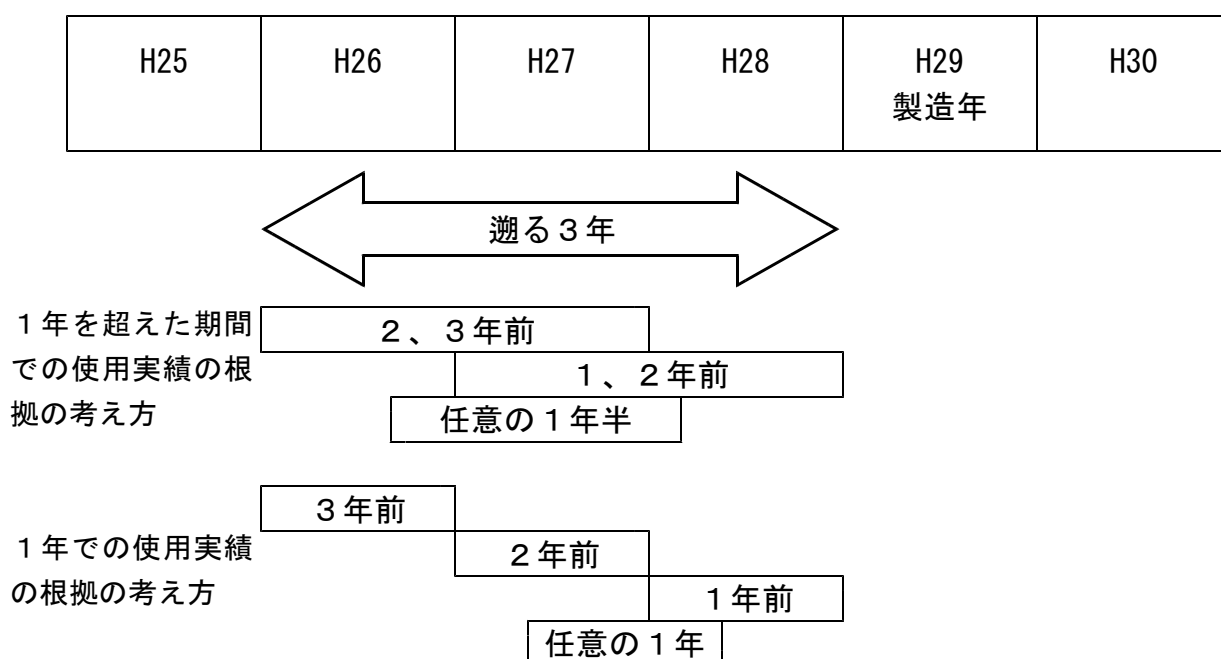 H25 H26 H27 H28 H29 H30
製造年
遡る３年
１年を超えた期間
での使用実績の根
拠の考え方
２、３年前
１、２年前
任意の１年半
３年前
１年での使用実績
の根拠の考え方
２年前
１年前
任意の１年